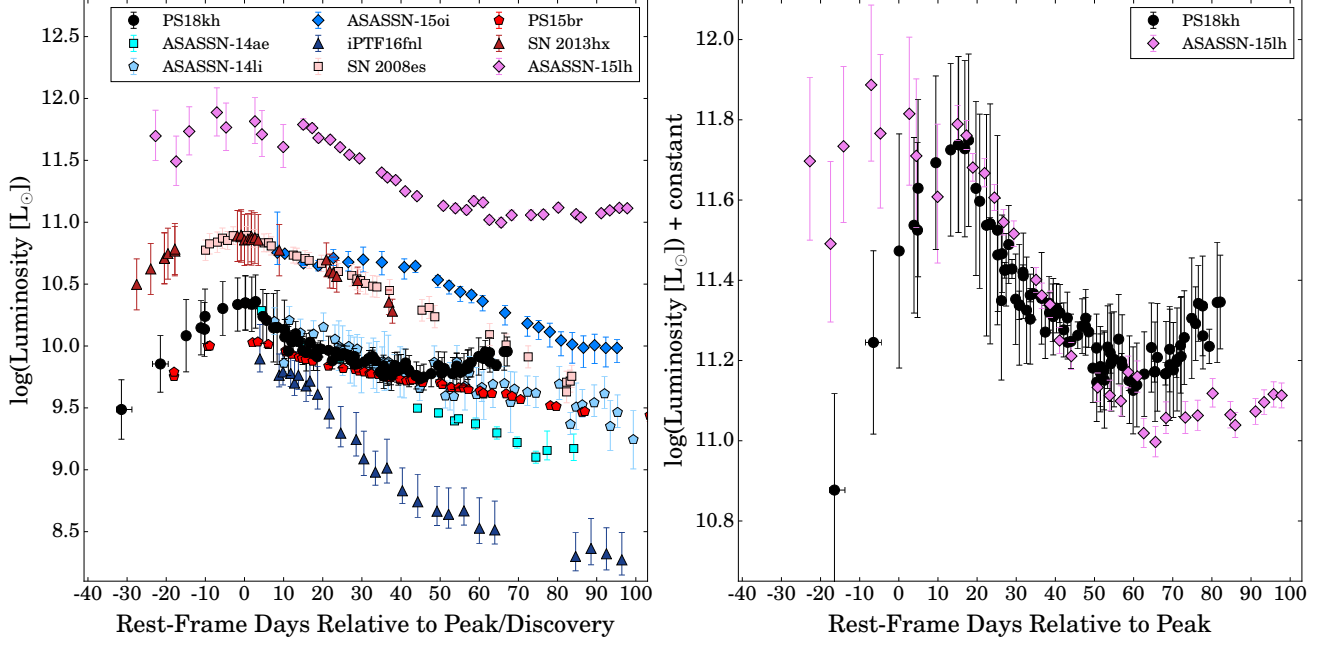 PS18kh
ASASSN-14ae
ASASSN-14li
ASASSN-15oi
iPTF16fnl
SN 2008es
PS15br
SN 2013hx
ASASSN-15lh
12.5
12.0
11.5
11.0
10.5
10.0
9.5
9.0
8.5
log(Luminosity [L☉])
-40 -30 -20 -10 0 10 20 30 40 50 60 70 80 90 100
Rest-Frame Days Relative to Peak/Discovery
PS18kh
ASASSN-15lh
12.0
11.8
11.6
11.4
11.2
11.0
10.8
log(Luminosity [L☉]) + constant
-40 -30 -20 -10 0 10 20 30 40 50 60 70 80 90 100
Rest-Frame Days Relative to Peak